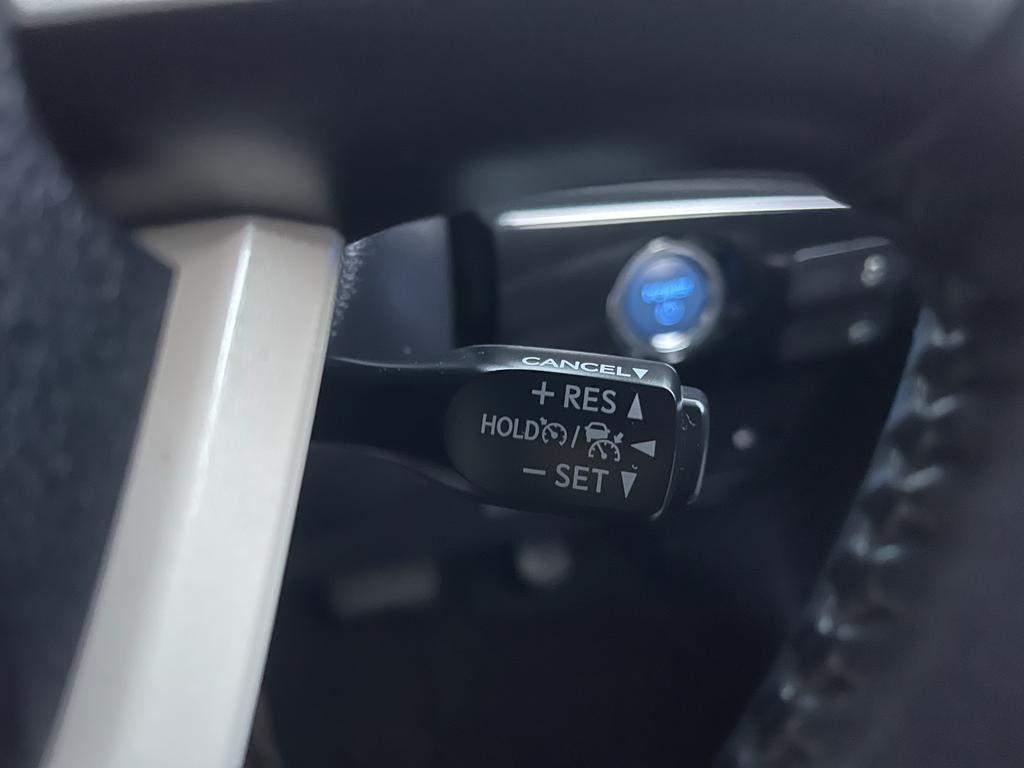 CANCEL▼
+ RES ▲
HOLD / ◀
− SET ▼